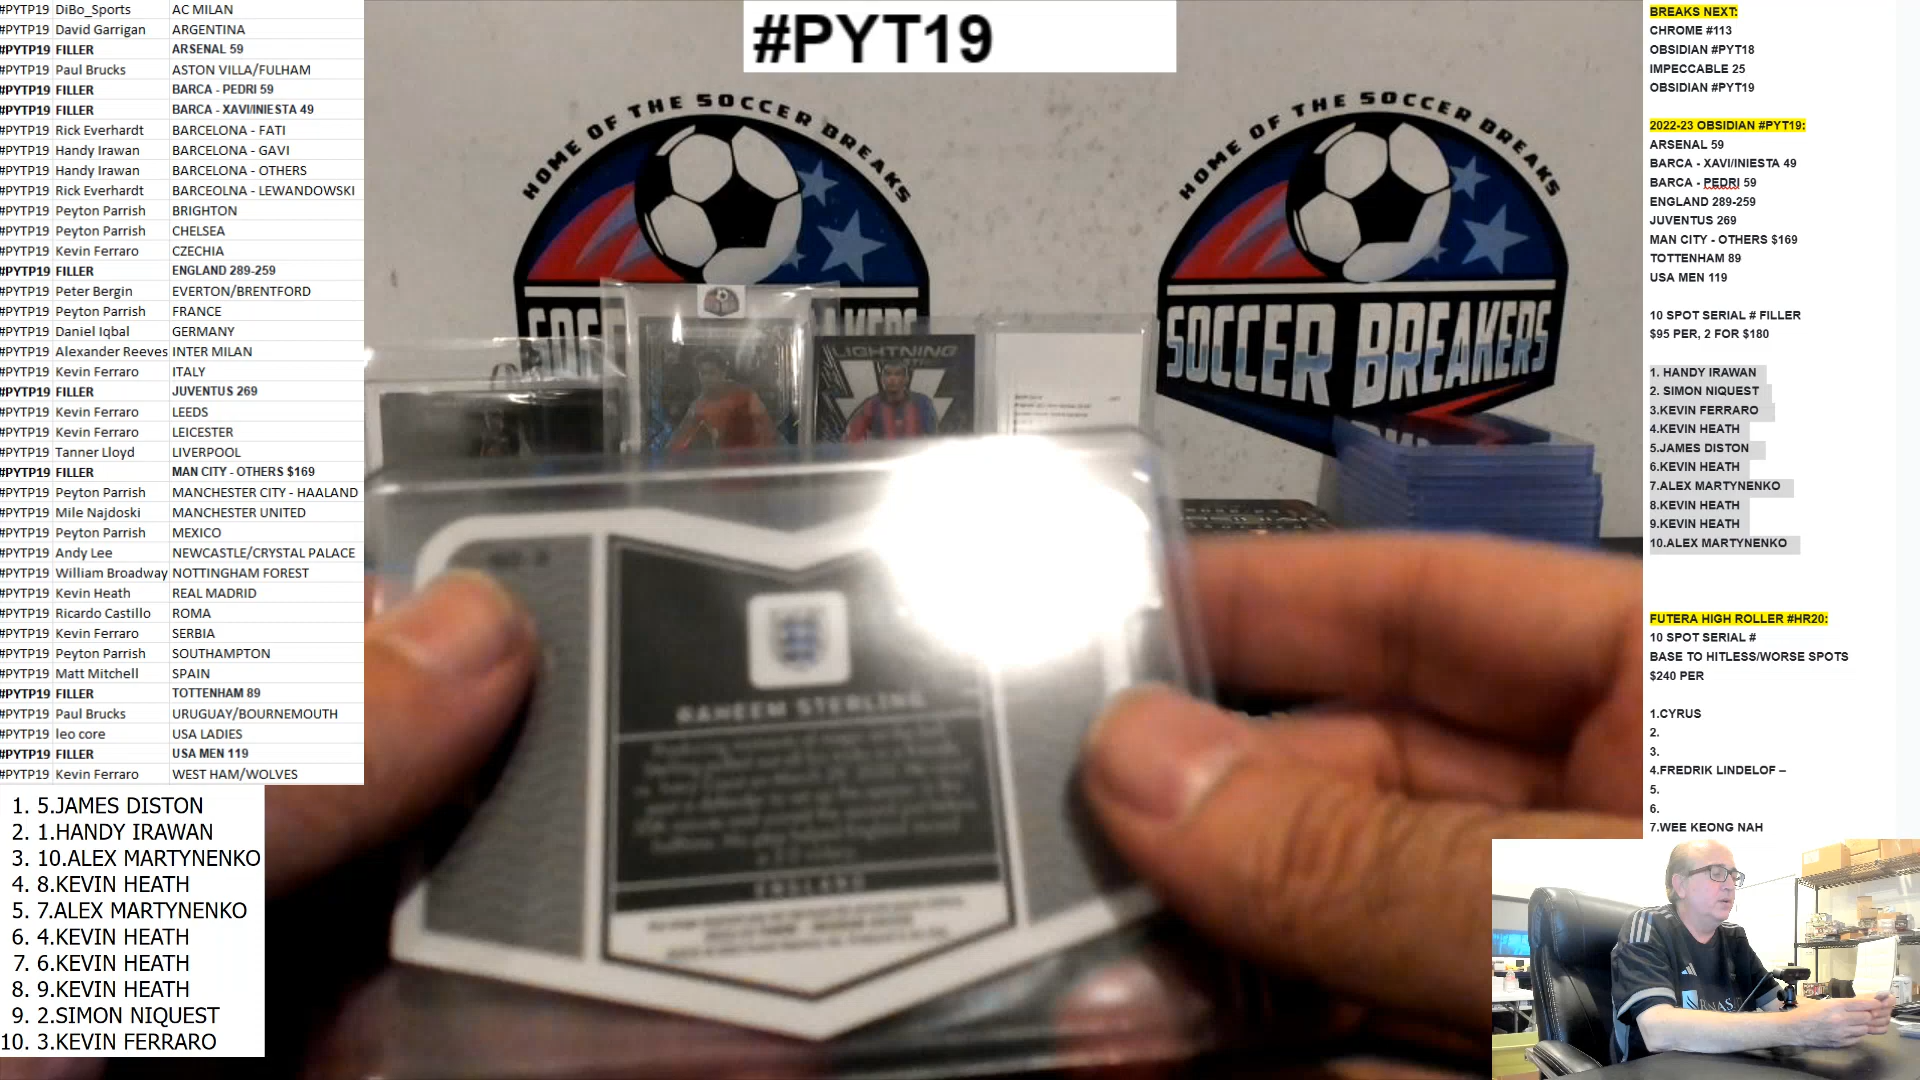 #PYTP19 DiBo_Sports AC MILAN
#PYTP19 David Garrigan ARGENTINA
#PYTP19 FILLER ARSENAL 59
#PYTP19 Paul Brucks ASTON VILLA/FULHAM
#PYTP19 FILLER BARCA - PEDRI 59
#PYTP19 FILLER BARCA - XAVI/INIESTA 49
#PYTP19 Rick Everhardt BARCELONA - FATI
#PYTP19 Handy Irawan BARCELONA - GAVI
#PYTP19 Handy Irawan BARCELONA - OTHERS
#PYTP19 Rick Everhardt BARCEOLNA - LEWANDOWSKI
#PYTP19 Peyton Parrish BRIGHTON
#PYTP19 Peyton Parrish CHELSEA
#PYTP19 Kevin Ferraro CZECHIA
#PYTP19 FILLER ENGLAND 289-259
#PYTP19 Peter Bergin EVERTON/BRENTFORD
#PYTP19 Peyton Parrish FRANCE
#PYTP19 Daniel Iqbal GERMANY
#PYTP19 Alexander Reeves INTER MILAN
#PYTP19 Kevin Ferraro ITALY
#PYTP19 FILLER JUVENTUS 269
#PYTP19 Kevin Ferraro LEEDS
#PYTP19 Kevin Ferraro LEICESTER
#PYTP19 Tanner Lloyd LIVERPOOL
#PYTP19 FILLER MAN CITY - OTHERS $169
#PYTP19 Peyton Parrish MANCHESTER CITY - HAALAND
#PYTP19 Mile Najdoski MANCHESTER UNITED
#PYTP19 Peyton Parrish MEXICO
#PYTP19 Andy Lee NEWCASTLE/CRYSTAL PALACE
#PYTP19 William Broadway NOTTINGHAM FOREST
#PYTP19 Kevin Heath REAL MADRID
#PYTP19 Ricardo Castillo ROMA
#PYTP19 Kevin Ferraro SERBIA
#PYTP19 Peyton Parrish SOUTHAMPTON
#PYTP19 Matt Mitchell SPAIN
#PYTP19 FILLER TOTTENHAM 89
#PYTP19 Paul Brucks URUGUAY/BOURNEMOUTH
#PYTP19 leo core USA LADIES
#PYTP19 FILLER USA MEN 119
#PYTP19 Kevin Ferraro WEST HAM/WOLVES
1. 5.JAMES DISTON
2. 1.HANDY IRAWAN
3. 10.ALEX MARTYNENKO
4. 8.KEVIN HEATH
5. 7.ALEX MARTYNENKO
6. 4.KEVIN HEATH
7. 6.KEVIN HEATH
8. 9.KEVIN HEATH
9. 2.SIMON NIQUEST
10. 3.KEVIN FERRARO
#PYT19
HOME OF THE SOCCER BREAKS
HOME OF THE SOCCER BREAKS
SOCCER BREAKERS
LIGHTNING
RAHEEM STERLING
ENGLAND
BREAKS NEXT:
CHROME #113
OBSIDIAN #PYT18
IMPECCABLE 25
OBSIDIAN #PYT19
2022-23 OBSIDIAN #PYT19:
ARSENAL 59
BARCA - XAVI/INIESTA 49
BARCA - PEDRI 59
ENGLAND 289-259
JUVENTUS 269
MAN CITY - OTHERS $169
TOTTENHAM 89
USA MEN 119
10 SPOT SERIAL # FILLER
$95 PER, 2 FOR $180
1. HANDY IRAWAN
2. SIMON NIQUEST
3.KEVIN FERRARO
4.KEVIN HEATH
5.JAMES DISTON
6.KEVIN HEATH
7.ALEX MARTYNENKO
8.KEVIN HEATH
9.KEVIN HEATH
10.ALEX MARTYNENKO
FUTERA HIGH ROLLER #HR20:
10 SPOT SERIAL #
BASE TO HITLESS/WORSE SPOTS
$240 PER
1.CYRUS
2.
3.
4.FREDRIK LINDELOF –
5.
6.
7.WEE KEONG NAH